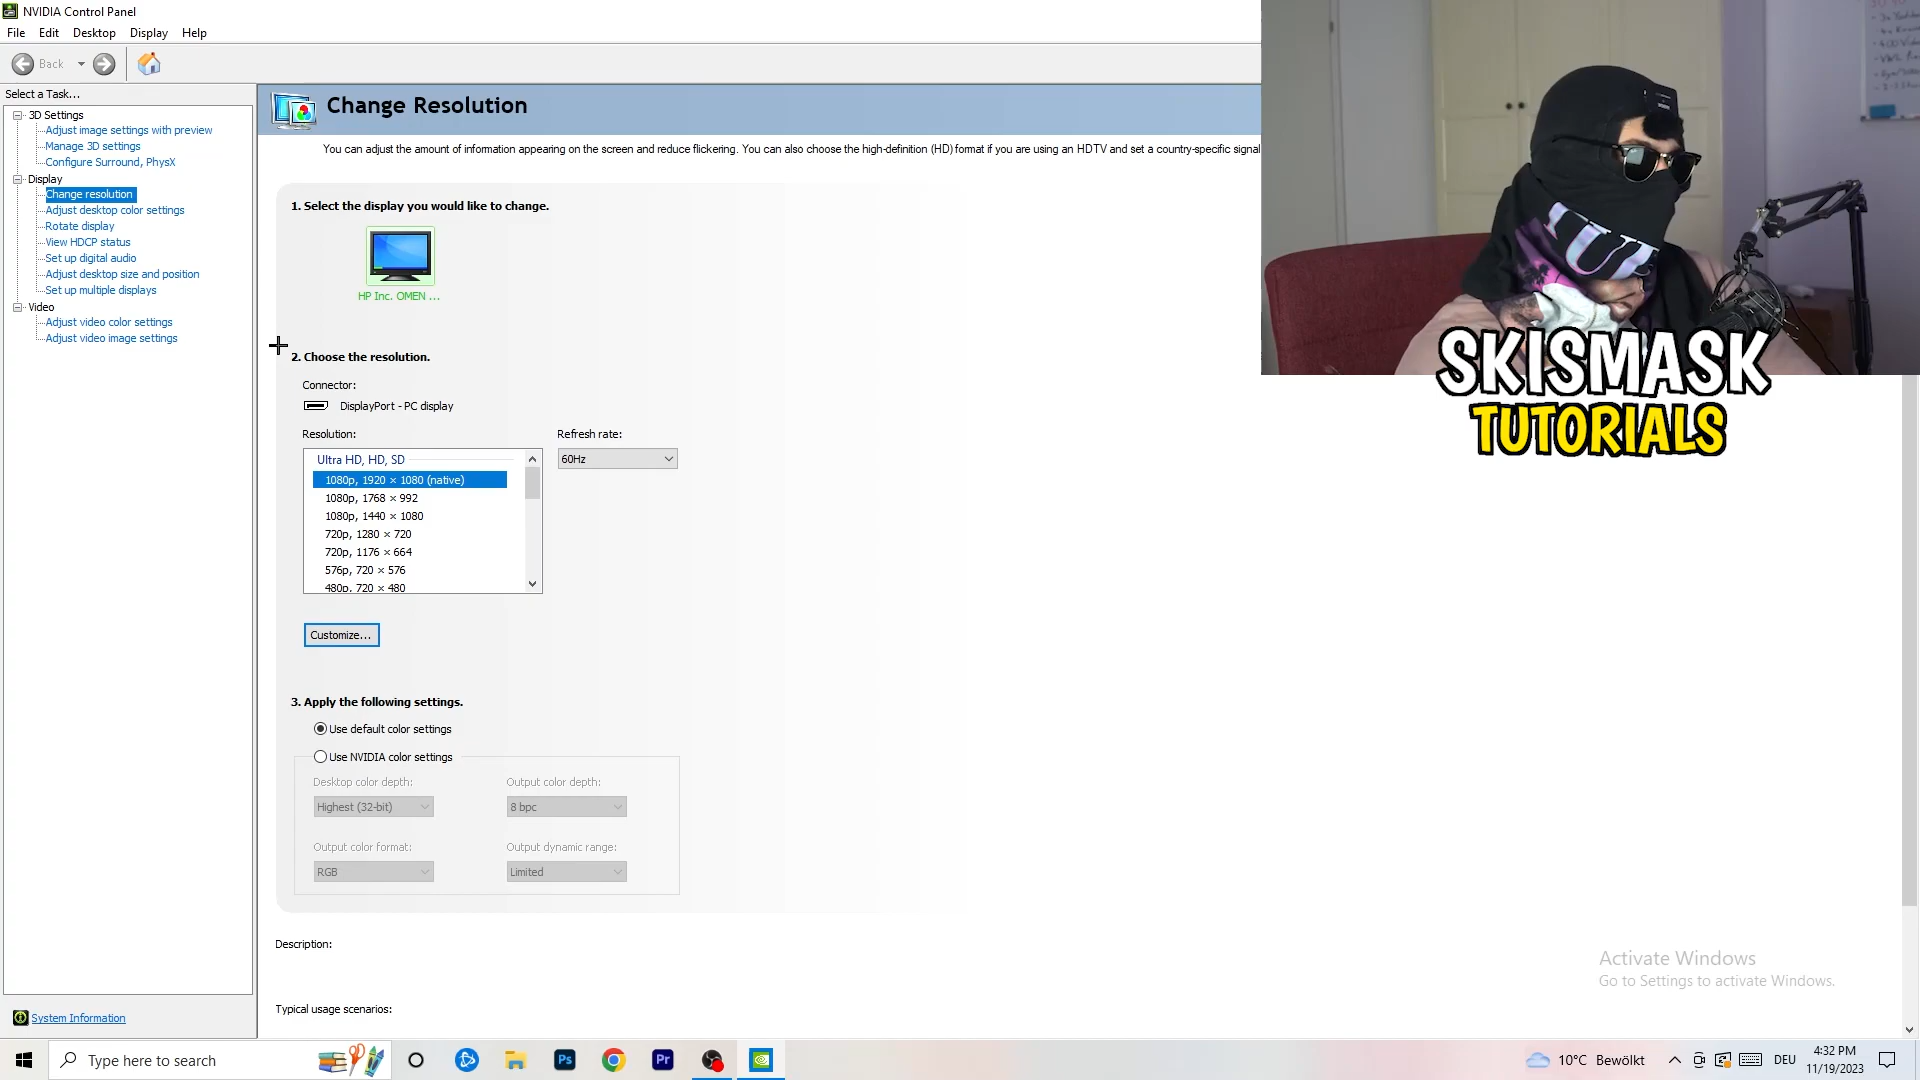 NVIDIA Control Panel
File Edit Desktop Display Help
Back
Select a Task...
3D Settings
Adjust image settings with preview
Manage 3D settings
Configure Surround, PhysX
Display
Change resolution
Adjust desktop color settings
Rotate display
View HDCP status
Set up digital audio
Adjust desktop size and position
Set up multiple displays
Video
Adjust video color settings
Adjust video image settings
System Information
Change Resolution
You can adjust the amount of information appearing on the screen and reduce flickering. You can also choose the high-definition (HD) format if you are using an HDTV and set a country-specific signal
1. Select the display you would like to change.
HP Inc. OMEN ...
2. Choose the resolution.
Connector:
DisplayPort - PC display
Resolution:
Refresh rate:
Ultra HD, HD, SD
60Hz
1080p, 1920 × 1080 (native)
1080p, 1768 × 992
1080p, 1440 × 1080
720p, 1280 × 720
720p, 1176 × 664
576p, 720 × 576
480p, 720 × 480
Customize...
3. Apply the following settings.
Use default color settings
Use NVIDIA color settings
Desktop color depth:
Output color depth:
Highest (32-bit)
8 bpc
Output color format:
Output dynamic range:
RGB
Limited
Description:
Typical usage scenarios:
SKISMASK
TUTORIALS
Activate Windows
Go to Settings to activate Windows.
Type here to search
Ps
Pr
10°C Bewölkt
DEU
4:32 PM
11/19/2023